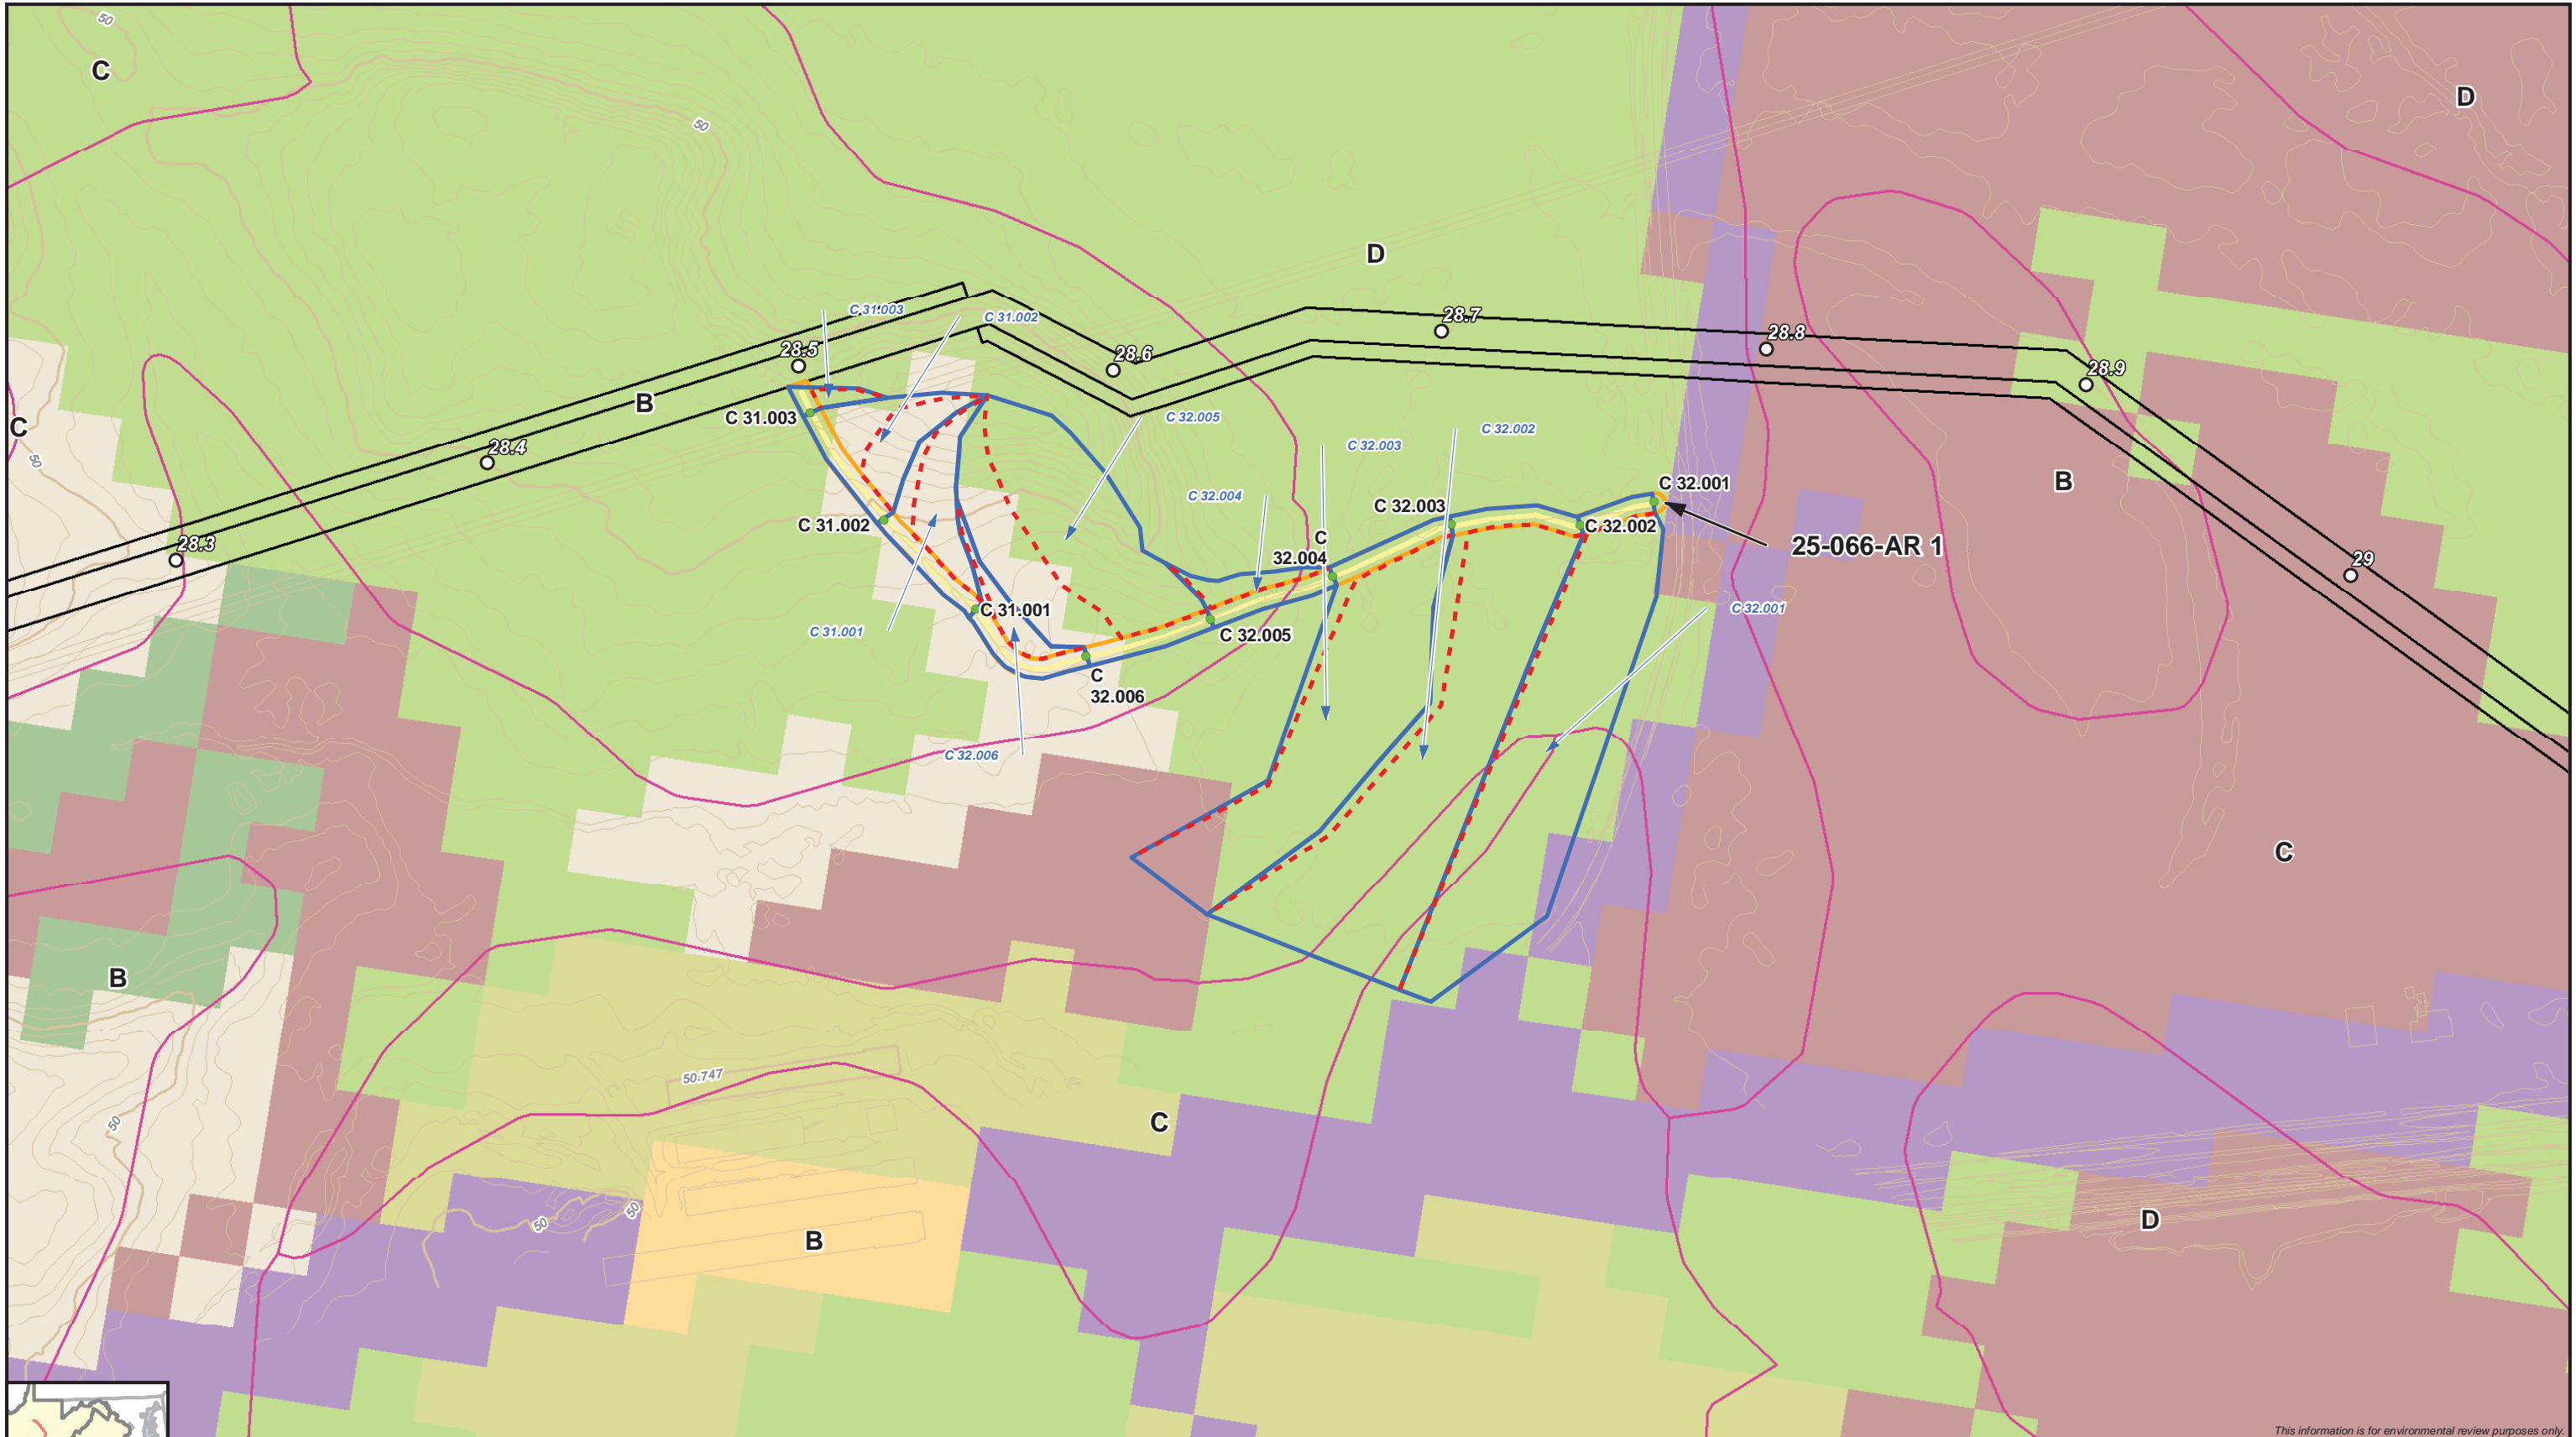 50
C
D
50
D
C 31.003
C 31.002
28.7
28.8
28.5
28.6
28.9
B
C 31.003
C 32.005
C
28.4
C 32.002
C 32.003
50
B
C 32.001
C 32.004
C 32.003
C 31.002
C 32.002
28.3
C
32.004
25-066-AR 1
29
C 31.001
C 32.001
C 31.001
C 32.005
C
32.006
C 32.006
C
B
50.747
50
C
50
50
B
D
This information is for environmental review purposes only.